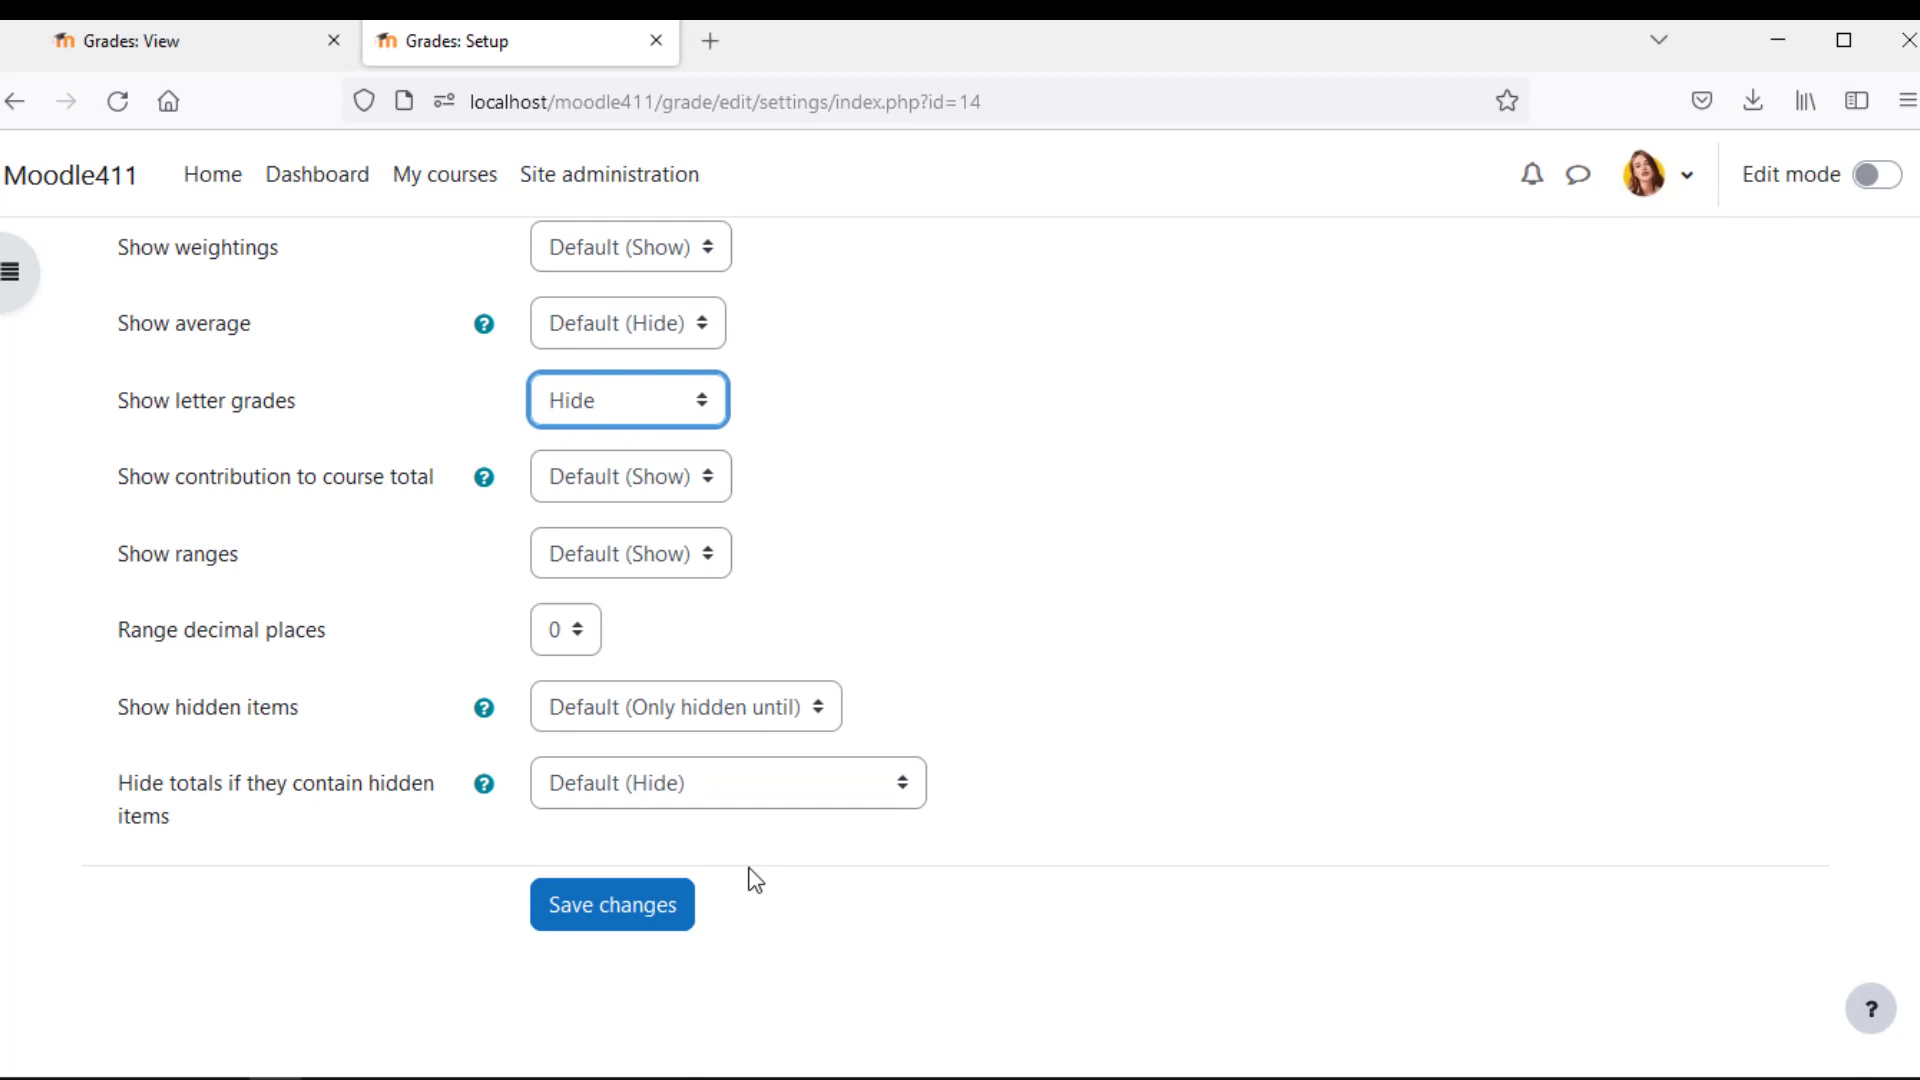 Grades: View
Grades: Setup
localhost/moodle411/grade/edit/settings/index.php?id=14
Moodle411 Home Dashboard My courses Site administration Edit mode
Show weightings Default (Show)
Show average ? Default (Hide)
Show letter grades Hide
Show contribution to course total ? Default (Show)
Show ranges Default (Show)
Range decimal places 0
Show hidden items ? Default (Only hidden until)
Hide totals if they contain hidden ? Default (Hide)
items
Save changes
?